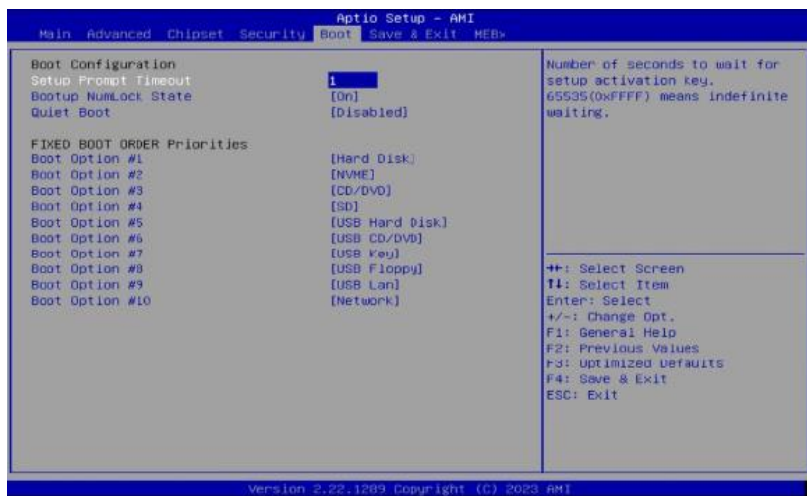 Aptio Setup - AMI
Main Advanced Chipset Security Boot Save & Exit MEB>
Boot Configuration
Setup Prompt Timeout 1
Bootup NumLock State [On]
Quiet Boot [Disabled]
FIXED BOOT ORDER Priorities
Boot Option #1 [Hard Disk]
Boot Option #2 [NVME]
Boot Option #3 [CD/DVD]
Boot Option #4 [SD]
Boot Option #5 [USB Hard Disk]
Boot Option #6 [USB CD/DVD]
Boot Option #7 [USB Key]
Boot Option #8 [USB Floppy]
Boot Option #9 [USB Lan]
Boot Option #10 [Network]
Number of seconds to wait for
setup activation key.
65535(0xFFFF) means indefinite
waiting.
→←: Select Screen
↑↓: Select Item
Enter: Select
+/-: Change Opt.
F1: General Help
F2: Previous Values
F3: Optimized Defaults
F4: Save & Exit
ESC: Exit
Version 2.22.1289 Copyright (C) 2023 AMI